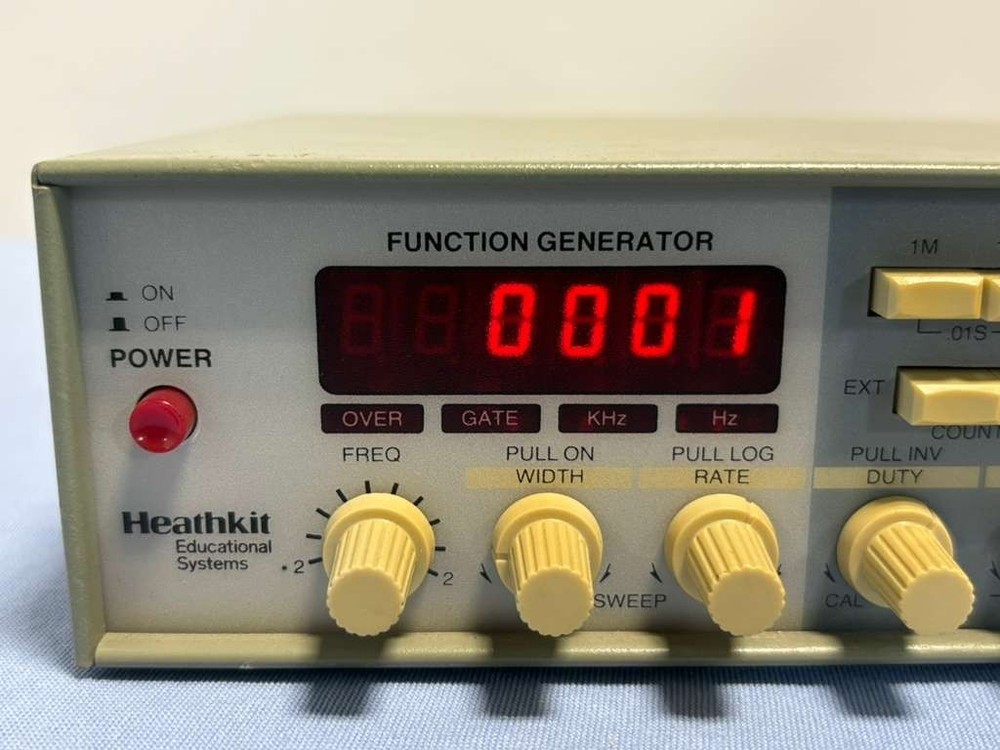 FUNCTION GENERATOR
0001
ON
OFF
POWER
OVER
GATE
KHz
Hz
1M
.01S
EXT
COUNT
FREQ
PULL ON
WIDTH
PULL LOG
RATE
PULL INV
DUTY
Heathkit
Educational
Systems
.2
2
SWEEP
CAL